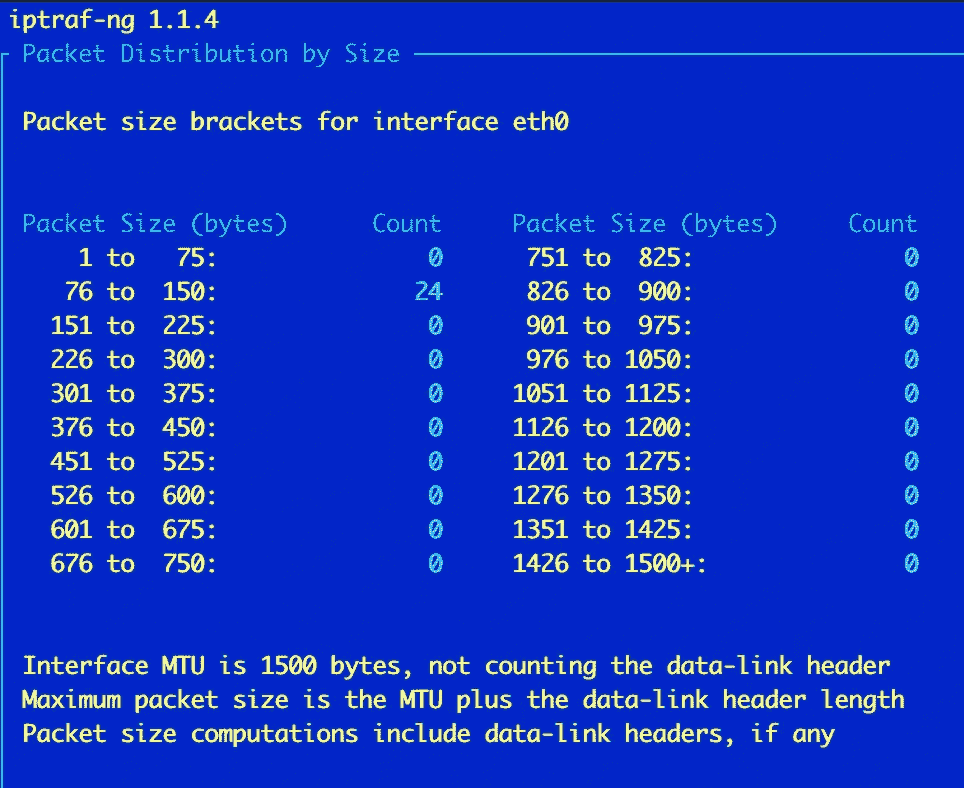 iptraf-ng 1.1.4
Packet Distribution by Size
Packet size brackets for interface eth0
Packet Size (bytes) Count Packet Size (bytes) Count
1 to 75: 0 751 to 825: 0
76 to 150: 24 826 to 900: 0
151 to 225: 0 901 to 975: 0
226 to 300: 0 976 to 1050: 0
301 to 375: 0 1051 to 1125: 0
376 to 450: 0 1126 to 1200: 0
451 to 525: 0 1201 to 1275: 0
526 to 600: 0 1276 to 1350: 0
601 to 675: 0 1351 to 1425: 0
676 to 750: 0 1426 to 1500+: 0
Interface MTU is 1500 bytes, not counting the data-link header
Maximum packet size is the MTU plus the data-link header length
Packet size computations include data-link headers, if any